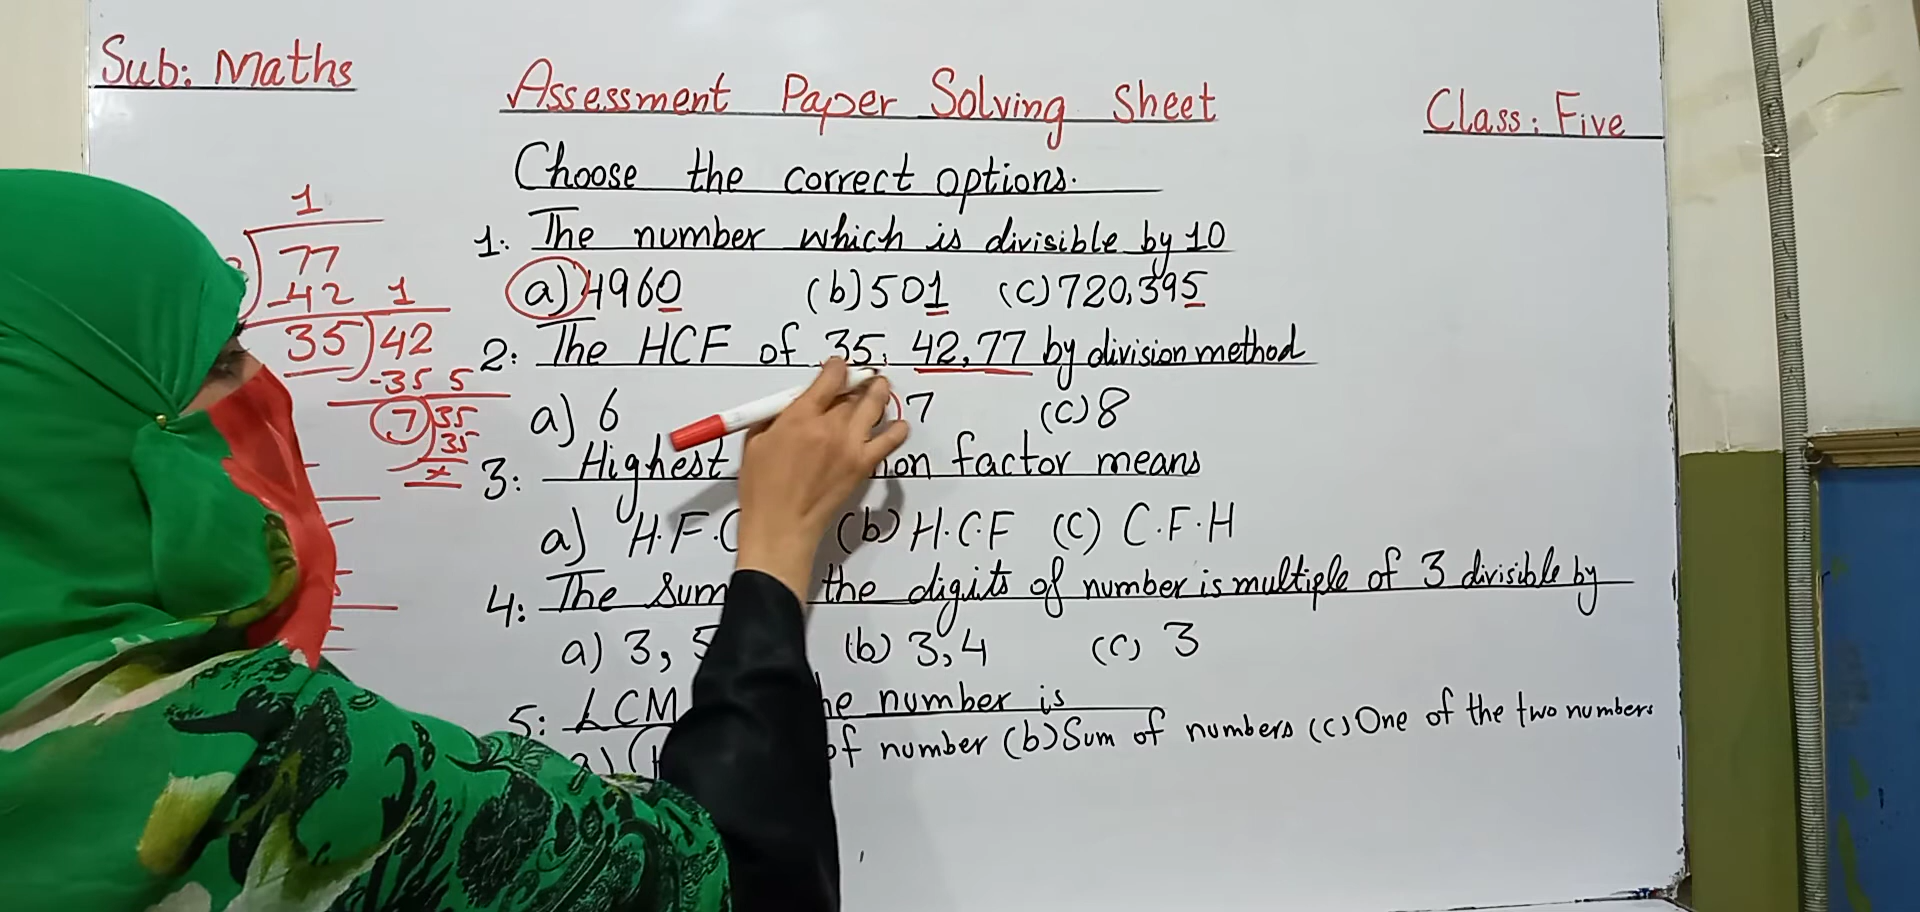 Sub: Maths
Assessment Paper Solving Sheet
Class: Five
Choose the correct options.
1: The number which is divisible by 10
(a) 4960 (b) 501 (c) 720,395
2: The HCF of 35, 42, 77 by division method
a) 6 ) 7 (c) 8
3: Highest on factor means
a) H.F.C (b) H.C.F (c) C.F.H
4: The sum the digits of number is multiple of 3 divisible by
a) 3, 5 (b) 3,4 (c) 3
5: LCM he number is
a) of number (b) Sum of numbers (c) One of the two numbers
1
77
-42 1
35)42
-35 5
7)35
35
x